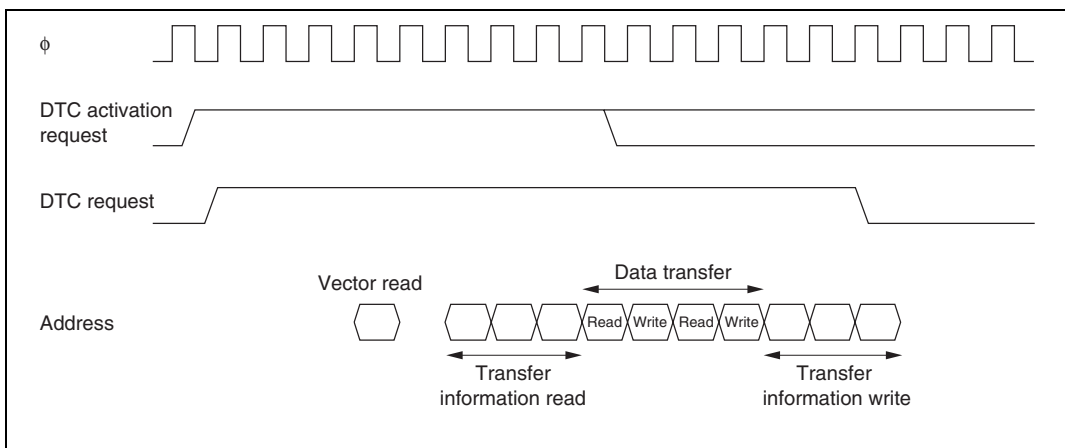 ϕ
DTC activation
request
DTC request
Data transfer
Vector read
Address
Read Write Read Write
Transfer
information read
Transfer
information write